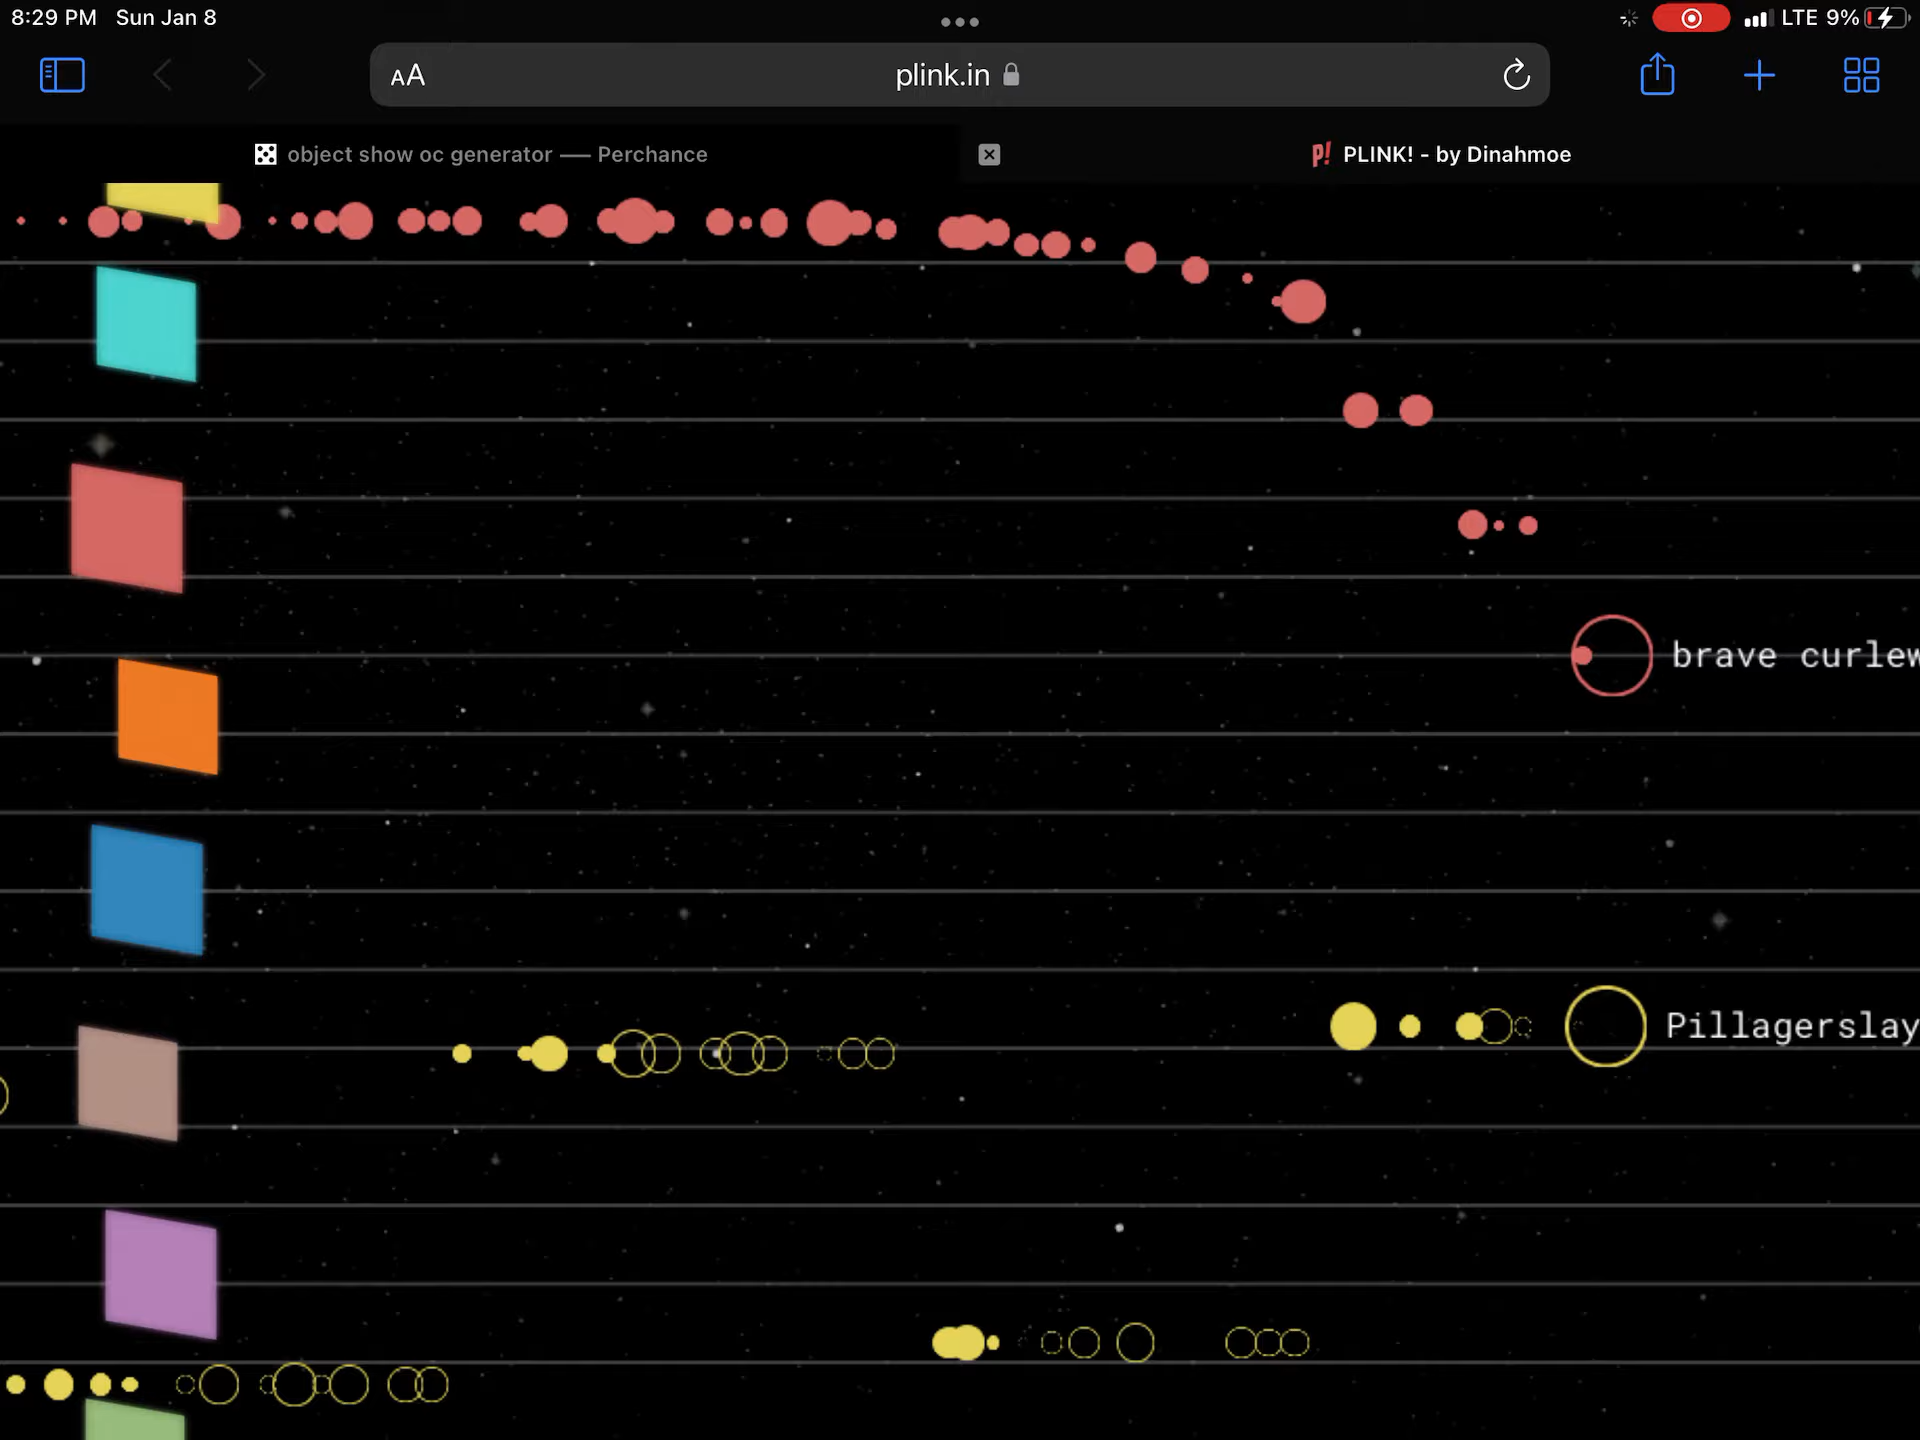 8:29 PM Sun Jan 8
LTE 9%
AA plink.in
object show oc generator — Perchance
p! PLINK! - by Dinahmoe
brave curlew
Pillagerslay